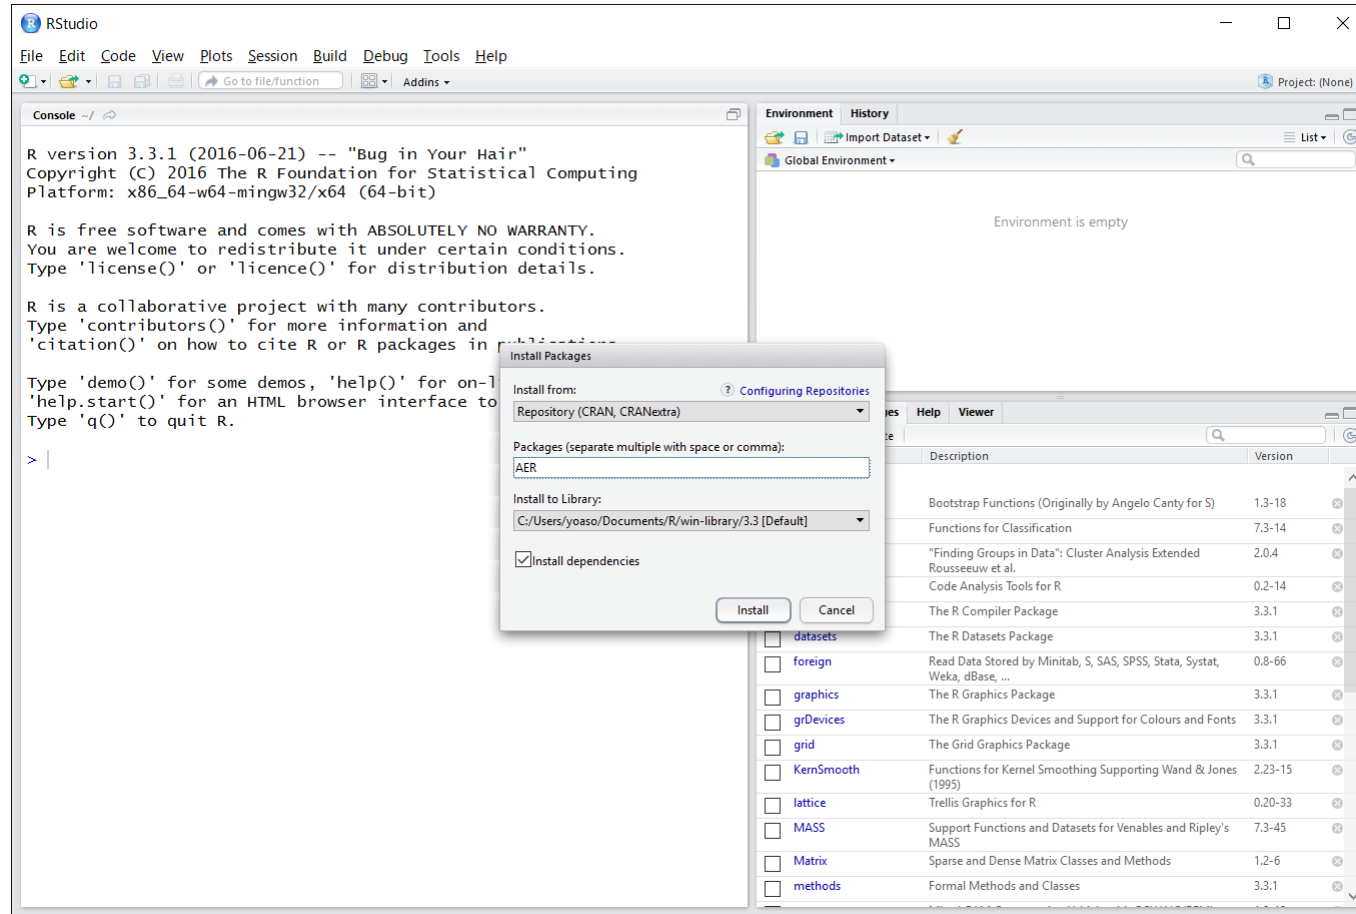 RStudio
File Edit Code View Plots Session Build Debug Tools Help
Go to file/function Addins Project: (None)
Console ~/
R version 3.3.1 (2016-06-21) -- "Bug in Your Hair"
Copyright (C) 2016 The R Foundation for Statistical Computing
Platform: x86_64-w64-mingw32/x64 (64-bit)
R is free software and comes with ABSOLUTELY NO WARRANTY.
You are welcome to redistribute it under certain conditions.
Type 'license()' or 'licence()' for distribution details.
R is a collaborative project with many contributors.
Type 'contributors()' for more information and
'citation()' on how to cite R or R packages in publications
Type 'demo()' for some demos, 'help()' for on-l
'help.start()' for an HTML browser interface to
Type 'q()' to quit R.
>
Environment History
Import Dataset List
Global Environment
Environment is empty
Install Packages
Install from: ? Configuring Repositories
Repository (CRAN, CRANextra)
Packages (separate multiple with space or comma):
AER
Install to Library:
C:/Users/yoaso/Documents/R/win-library/3.3 [Default]
Install dependencies
Install Cancel
es Help Viewer
te
Description Version
Bootstrap Functions (Originally by Angelo Canty for S) 1.3-18
Functions for Classification 7.3-14
"Finding Groups in Data": Cluster Analysis Extended 2.0.4
Rousseeuw et al.
Code Analysis Tools for R 0.2-14
The R Compiler Package 3.3.1
datasets The R Datasets Package 3.3.1
foreign Read Data Stored by Minitab, S, SAS, SPSS, Stata, Systat, 0.8-66
Weka, dBase, ...
graphics The R Graphics Package 3.3.1
grDevices The R Graphics Devices and Support for Colours and Fonts 3.3.1
grid The Grid Graphics Package 3.3.1
KernSmooth Functions for Kernel Smoothing Supporting Wand & Jones 2.23-15
(1995)
lattice Trellis Graphics for R 0.20-33
MASS Support Functions and Datasets for Venables and Ripley's 7.3-45
MASS
Matrix Sparse and Dense Matrix Classes and Methods 1.2-6
methods Formal Methods and Classes 3.3.1